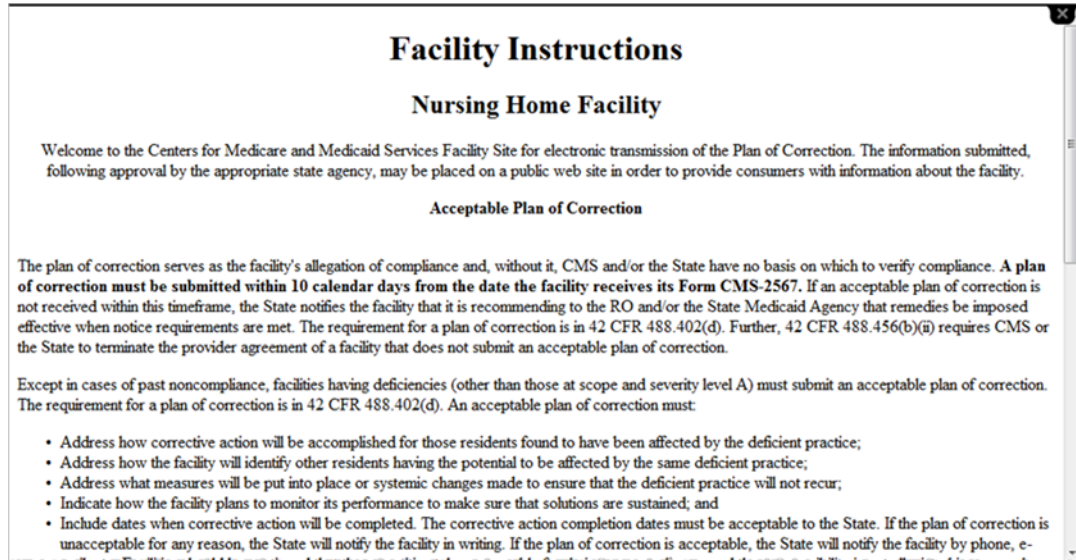 Facility Instructions
Nursing Home Facility
Welcome to the Centers for Medicare and Medicaid Services Facility Site for electronic transmission of the Plan of Correction. The information submitted,
following approval by the appropriate state agency, may be placed on a public web site in order to provide consumers with information about the facility.
Acceptable Plan of Correction
The plan of correction serves as the facility's allegation of compliance and, without it, CMS and/or the State have no basis on which to verify compliance. A plan
of correction must be submitted within 10 calendar days from the date the facility receives its Form CMS-2567. If an acceptable plan of correction is
not received within this timeframe, the State notifies the facility that it is recommending to the RO and/or the State Medicaid Agency that remedies be imposed
effective when notice requirements are met. The requirement for a plan of correction is in 42 CFR 488.402(d). Further, 42 CFR 488.456(b)(ii) requires CMS or
the State to terminate the provider agreement of a facility that does not submit an acceptable plan of correction.
Except in cases of past noncompliance, facilities having deficiencies (other than those at scope and severity level A) must submit an acceptable plan of correction.
The requirement for a plan of correction is in 42 CFR 488.402(d). An acceptable plan of correction must:
• Address how corrective action will be accomplished for those residents found to have been affected by the deficient practice;
• Address how the facility will identify other residents having the potential to be affected by the same deficient practice;
• Address what measures will be put into place or systemic changes made to ensure that the deficient practice will not recur;
• Indicate how the facility plans to monitor its performance to make sure that solutions are sustained; and
• Include dates when corrective action will be completed. The corrective action completion dates must be acceptable to the State. If the plan of correction is
unacceptable for any reason, the State will notify the facility in writing. If the plan of correction is acceptable, the State will notify the facility by phone, e-